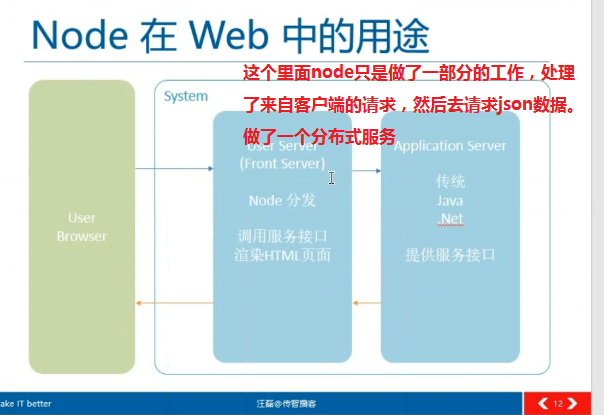 Node 在 Web 中的用途
这个里面node只是做了一部分的工作，处理
了来自客户端的请求，然后去请求json数据。
做了一个分布式服务
System
User Browser
User Server
(Front Server)
Node 分发
调用服务接口
渲染HTML页面
Application Server
传统
Java
.Net
提供服务接口
ake IT better
汪磊@传智播客
12